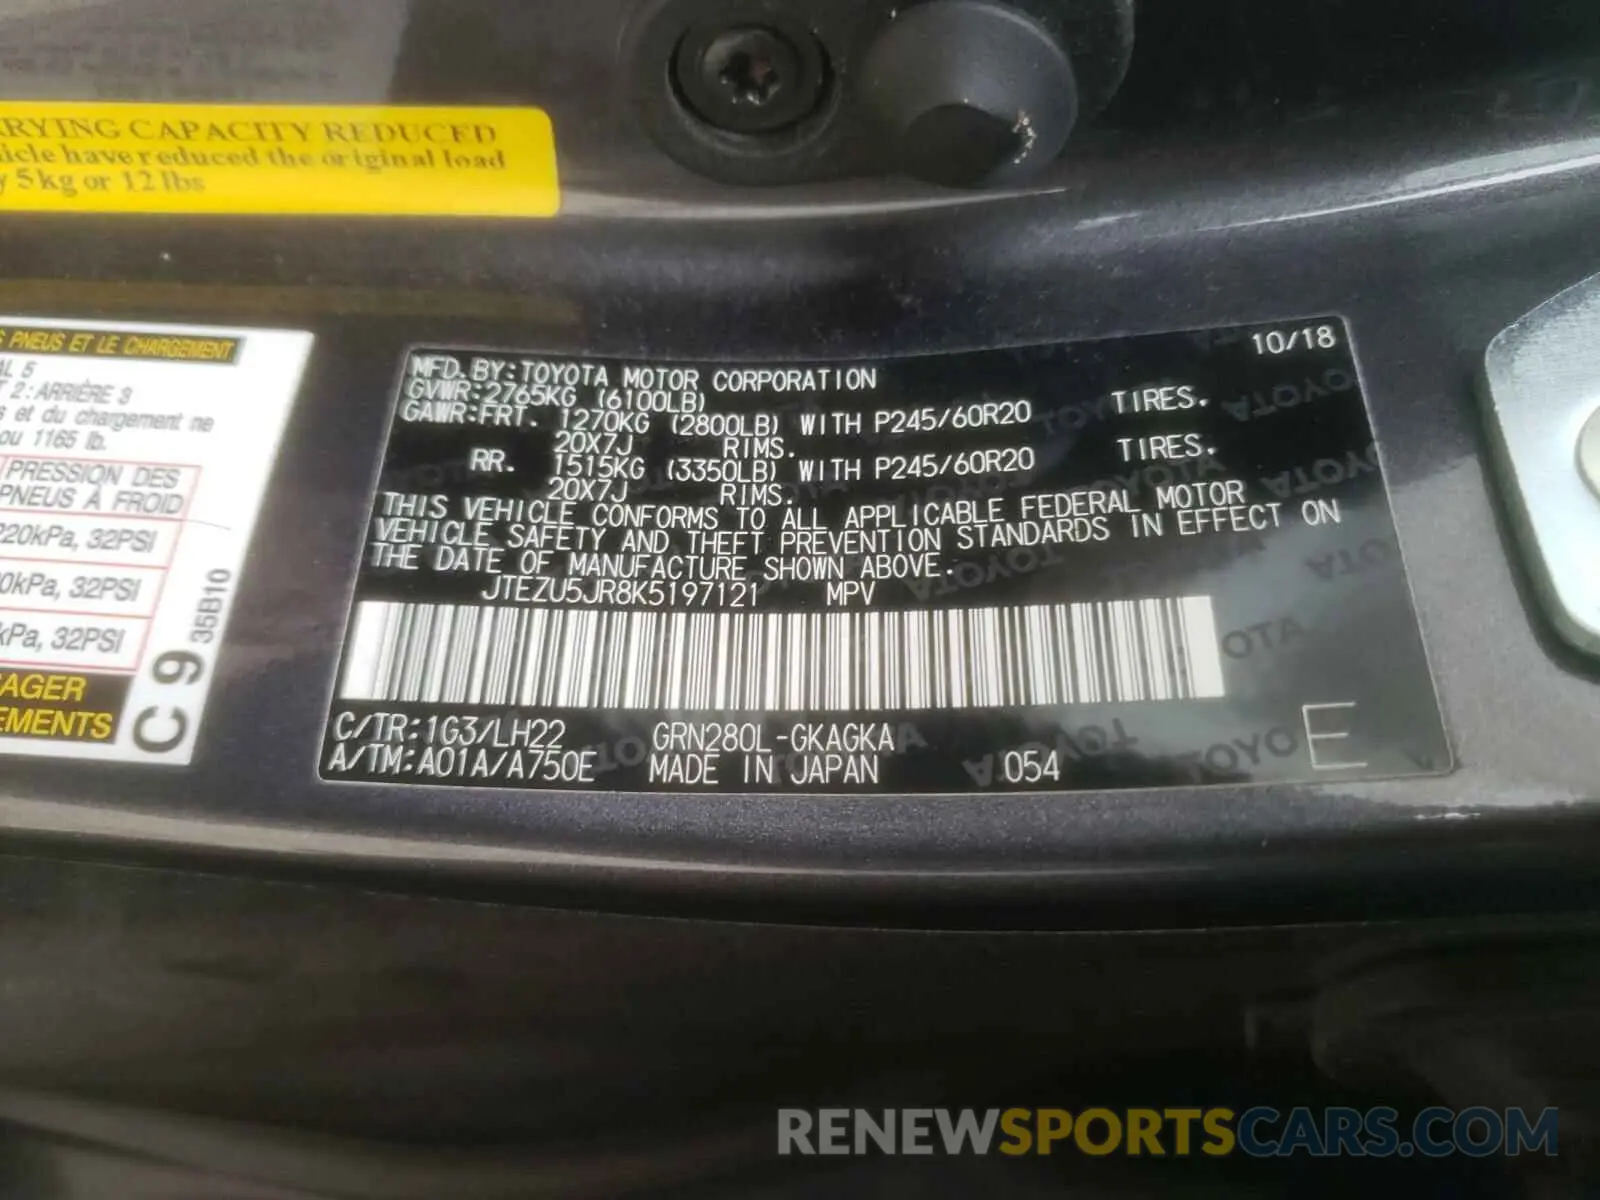 RRYING CAPACITY REDUCED
icle have reduced the original load
y 5kg or 12 lbs
S PNEUS ET LE CHARGEMENT
AL 5
T 2: ARRIÈRE 3
s et du chargement ne
ou 1165 lb.
PRESSION DES
PNEUS À FROID
220kPa, 32PSI
0kPa, 32PSI
kPa, 32PSI
AGER
EMENTS
C9 35B10
10/18
MFD. BY: TOYOTA MOTOR CORPORATION
GVWR: 2765KG (6100LB)
GAWR: FRT. 1270KG (2800LB) WITH P245/60R20 TIRES.
20X7J RIMS.
RR. 1515KG (3350LB) WITH P245/60R20 TIRES.
20X7J RIMS.
THIS VEHICLE CONFORMS TO ALL APPLICABLE FEDERAL MOTOR
VEHICLE SAFETY AND THEFT PREVENTION STANDARDS IN EFFECT ON
THE DATE OF MANUFACTURE SHOWN ABOVE.
JTEZU5JR8K5197121 MPV
C/TR: 1G3/LH22 GRN280L-GKAGKA
A/TM: A01A/A750E MADE IN JAPAN 054
E
RENEWSPORTSCARS.COM